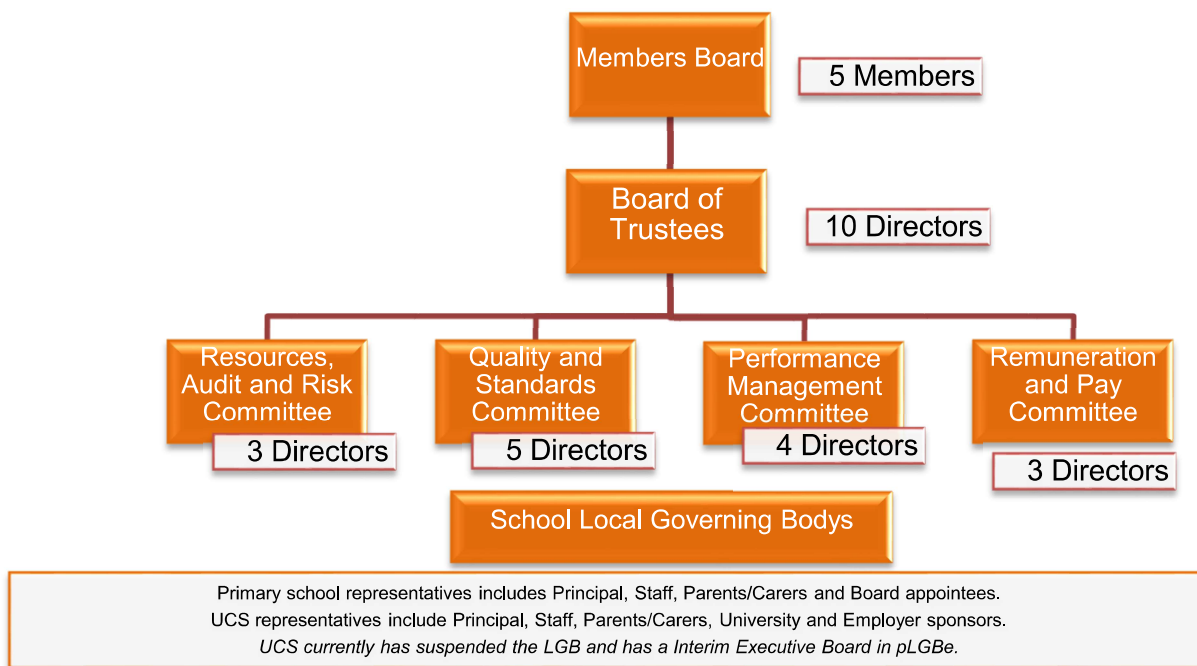 Members Board
5 Members
Board of
Trustees
10 Directors
Resources,
Audit and Risk
Committee
3 Directors
Quality and
Standards
Committee
5 Directors
Performance
Management
Committee
4 Directors
Remuneration
and Pay
Committee
3 Directors
School Local Governing Bodys
Primary school representatives includes Principal, Staff, Parents/Carers and Board appointees.
UCS representatives include Principal, Staff, Parents/Carers, University and Employer sponsors.
UCS currently has suspended the LGB and has a Interim Executive Board in pLGBe.